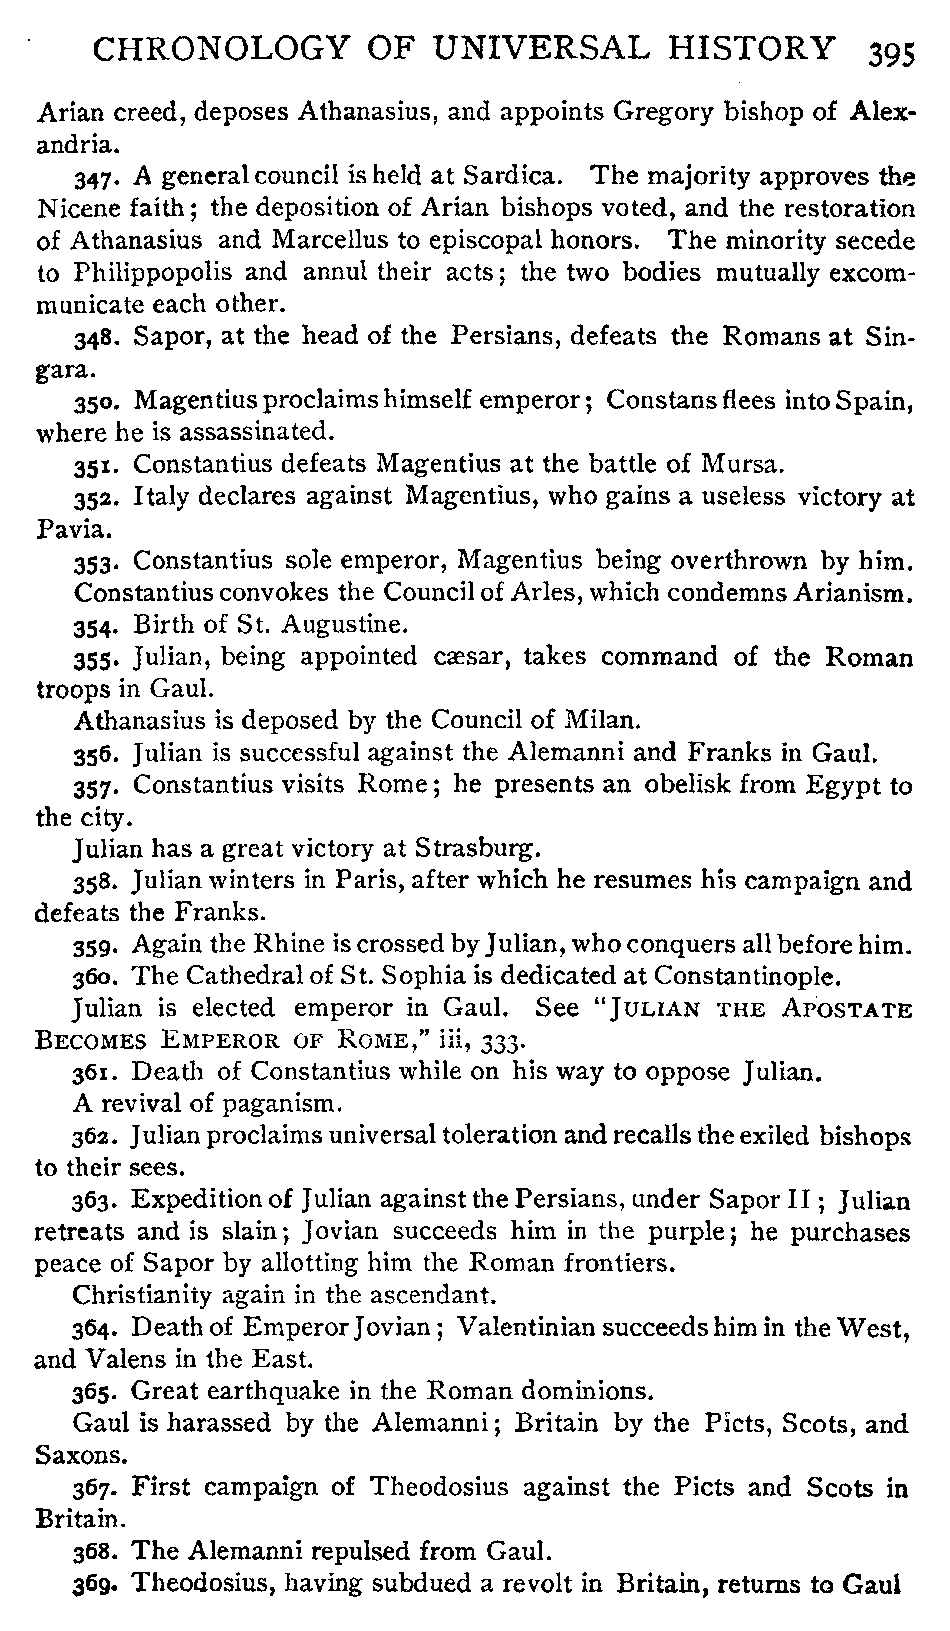 CHRONOLOGY OF UNIVERSAL HISTORY 395
Arian creed, deposes Athanasius, and appoints Gregory bishop of Alex-
andria.
347. A general council is held at Sardica. The majority approves the
Nicene faith; the deposition of Arian bishops voted, and the restoration
of Athanasius and Marcellus to episcopal honors. The minority secede
to Philippopolis and annul their acts; the two bodies mutually excom-
municate each other.
348. Sapor, at the head of the Persians, defeats the Romans at Sin-
gara.
350. Magentius proclaims himself emperor; Constans flees into Spain,
where he is assassinated.
351. Constantius defeats Magentius at the battle of Mursa.
352. Italy declares against Magentius, who gains a useless victory at
Pavia.
353. Constantius sole emperor, Magentius being overthrown by him.
Constantius convokes the Council of Arles, which condemns Arianism.
354. Birth of St. Augustine.
355. Julian, being appointed cæsar, takes command of the Roman
troops in Gaul.
Athanasius is deposed by the Council of Milan.
356. Julian is successful against the Alemanni and Franks in Gaul.
357. Constantius visits Rome; he presents an obelisk from Egypt to
the city.
Julian has a great victory at Strasburg.
358. Julian winters in Paris, after which he resumes his campaign and
defeats the Franks.
359. Again the Rhine is crossed by Julian, who conquers all before him.
360. The Cathedral of St. Sophia is dedicated at Constantinople.
Julian is elected emperor in Gaul. See "JULIAN THE APOSTATE
BECOMES EMPEROR OF ROME," iii, 333.
361. Death of Constantius while on his way to oppose Julian.
A revival of paganism.
362. Julian proclaims universal toleration and recalls the exiled bishops
to their sees.
363. Expedition of Julian against the Persians, under Sapor II; Julian
retreats and is slain; Jovian succeeds him in the purple; he purchases
peace of Sapor by allotting him the Roman frontiers.
Christianity again in the ascendant.
364. Death of Emperor Jovian; Valentinian succeeds him in the West,
and Valens in the East.
365. Great earthquake in the Roman dominions.
Gaul is harassed by the Alemanni; Britain by the Picts, Scots, and
Saxons.
367. First campaign of Theodosius against the Picts and Scots in
Britain.
368. The Alemanni repulsed from Gaul.
369. Theodosius, having subdued a revolt in Britain, returns to Gaul